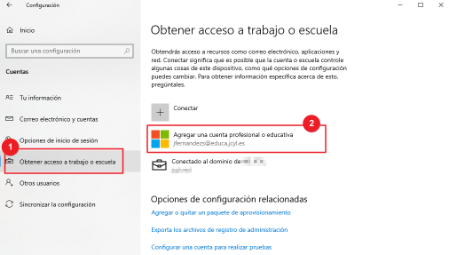 Configuración
Inicio
Buscar una configuración
Cuentas
Tu información
Correo electrónico y cuentas
Opciones de inicio de sesión
1
Obtener acceso a trabajo o escuela
Otros usuarios
Sincronizar la configuración
Obtener acceso a trabajo o escuela
Obtendrás acceso a recursos como correo electrónico, aplicaciones y
red. Conectar significa que es posible que la cuenta o escuela controle
algunas cosas de este dispositivo, como qué opciones de configuración
puedes cambiar. Para obtener información específica acerca de esto,
pregúntales.
Conectar
2
Agregar una cuenta profesional o educativa
jfernandezs@educa.jcyl.es
Conectado al dominio de
Opciones de configuración relacionadas
Agregar o quitar un paquete de aprovisionamiento
Exporta los archivos de registro de administración
Configurar una cuenta para realizar pruebas